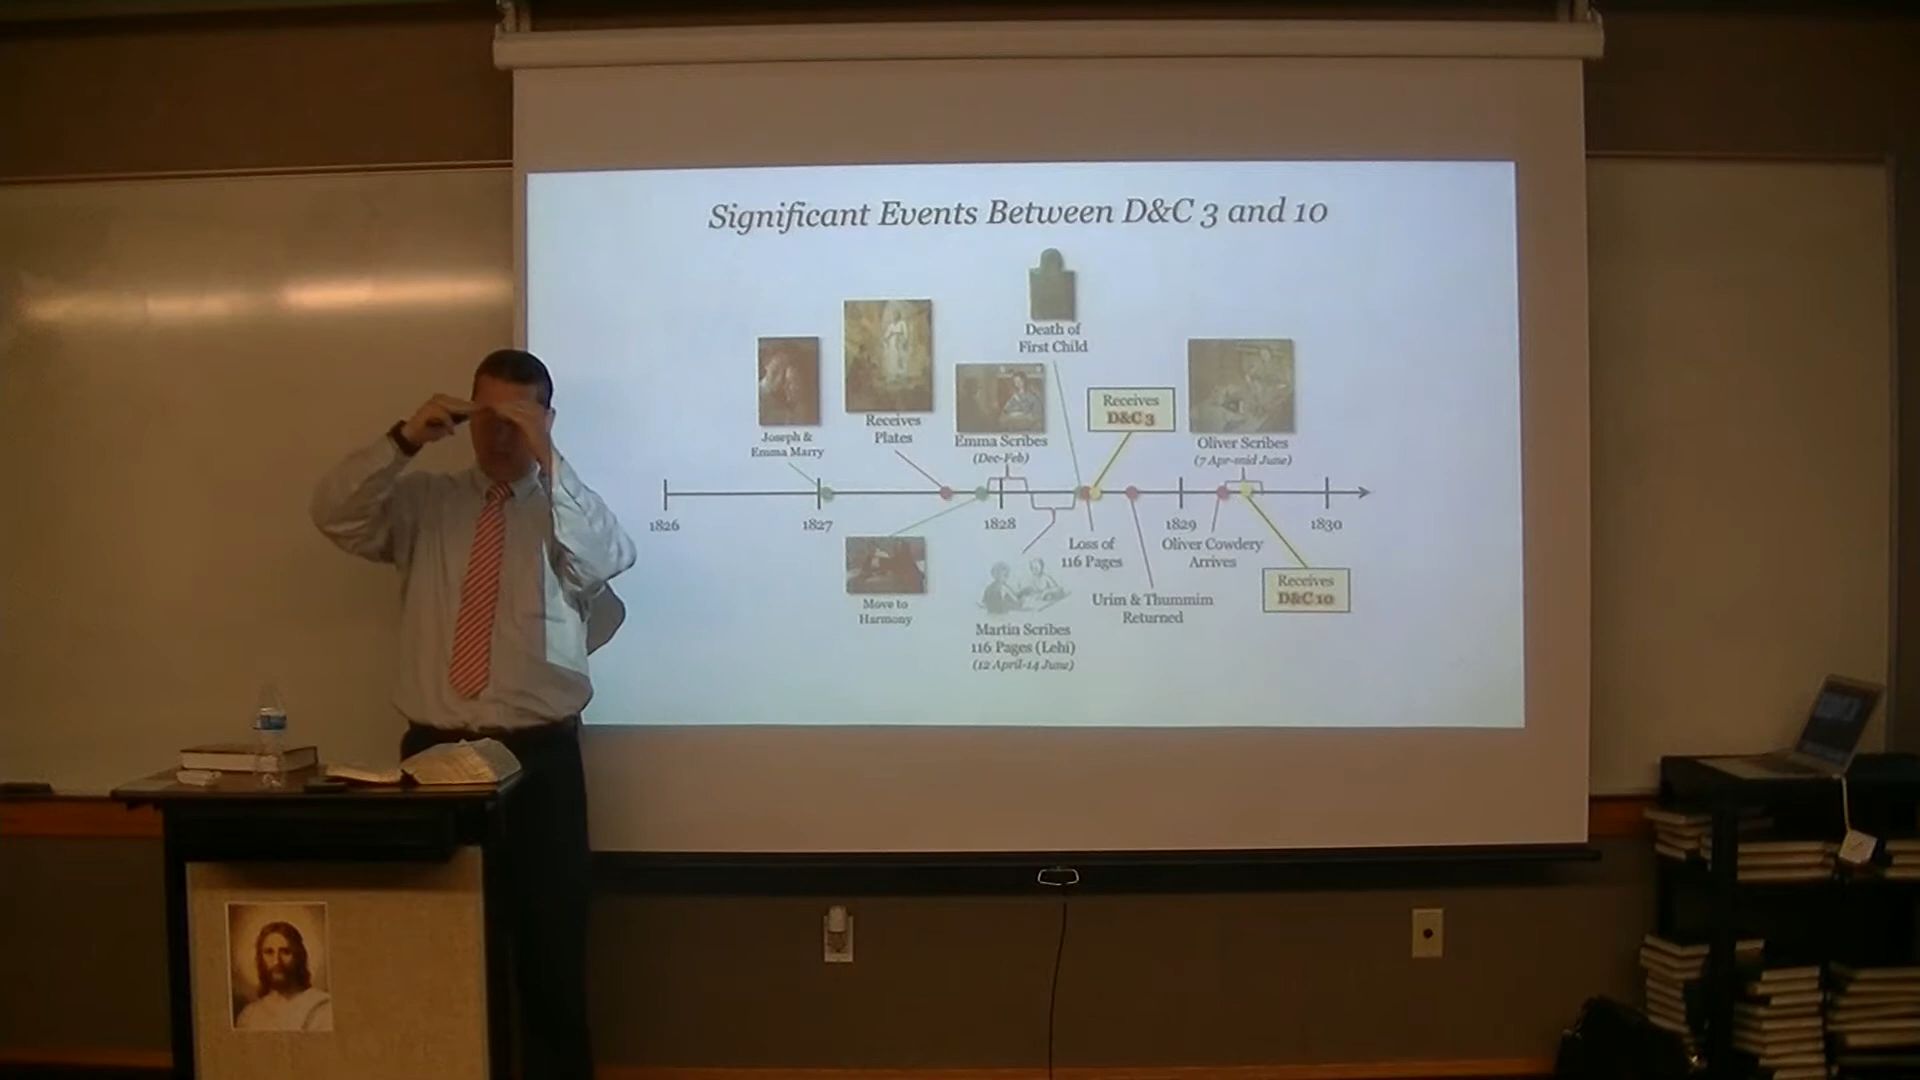 Significant Events Between D&C 3 and 10
Death of
First Child
Receives
D&C 3
Receives
Plates
Joseph &
Emma Marry
Emma Scribes
(Dec-Feb)
Oliver Scribes
(7 Apr-mid June)
1826
1827
1828
1829
1830
Loss of
116 Pages
Oliver Cowdery
Arrives
Receives
D&C 10
Move to
Harmony
Urim & Thummim
Returned
Martin Scribes
116 Pages (Lehi)
(12 April-14 June)